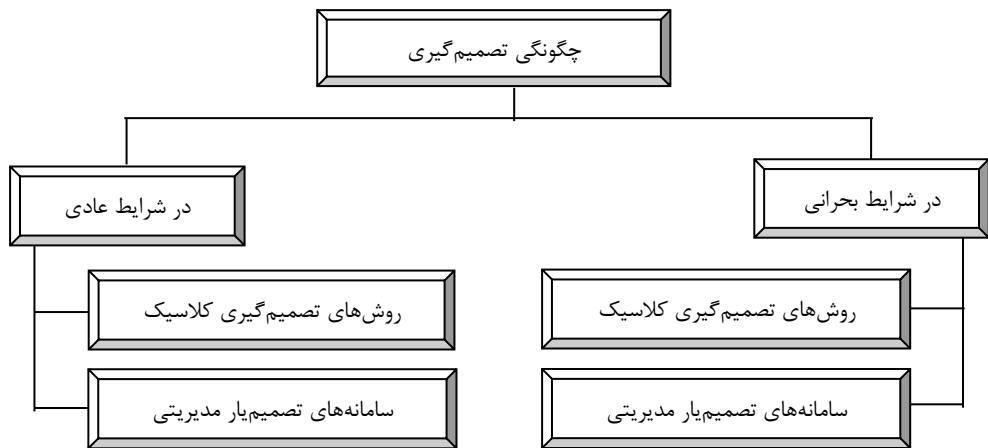 چگونگی تصمیم‌گیری
در شرایط بحرانی
در شرایط عادی
روش‌های تصمیم‌گیری کلاسیک
روش‌های تصمیم‌گیری کلاسیک
سامانه‌های تصمیم‌یار مدیریتی
سامانه‌های تصمیم‌یار مدیریتی